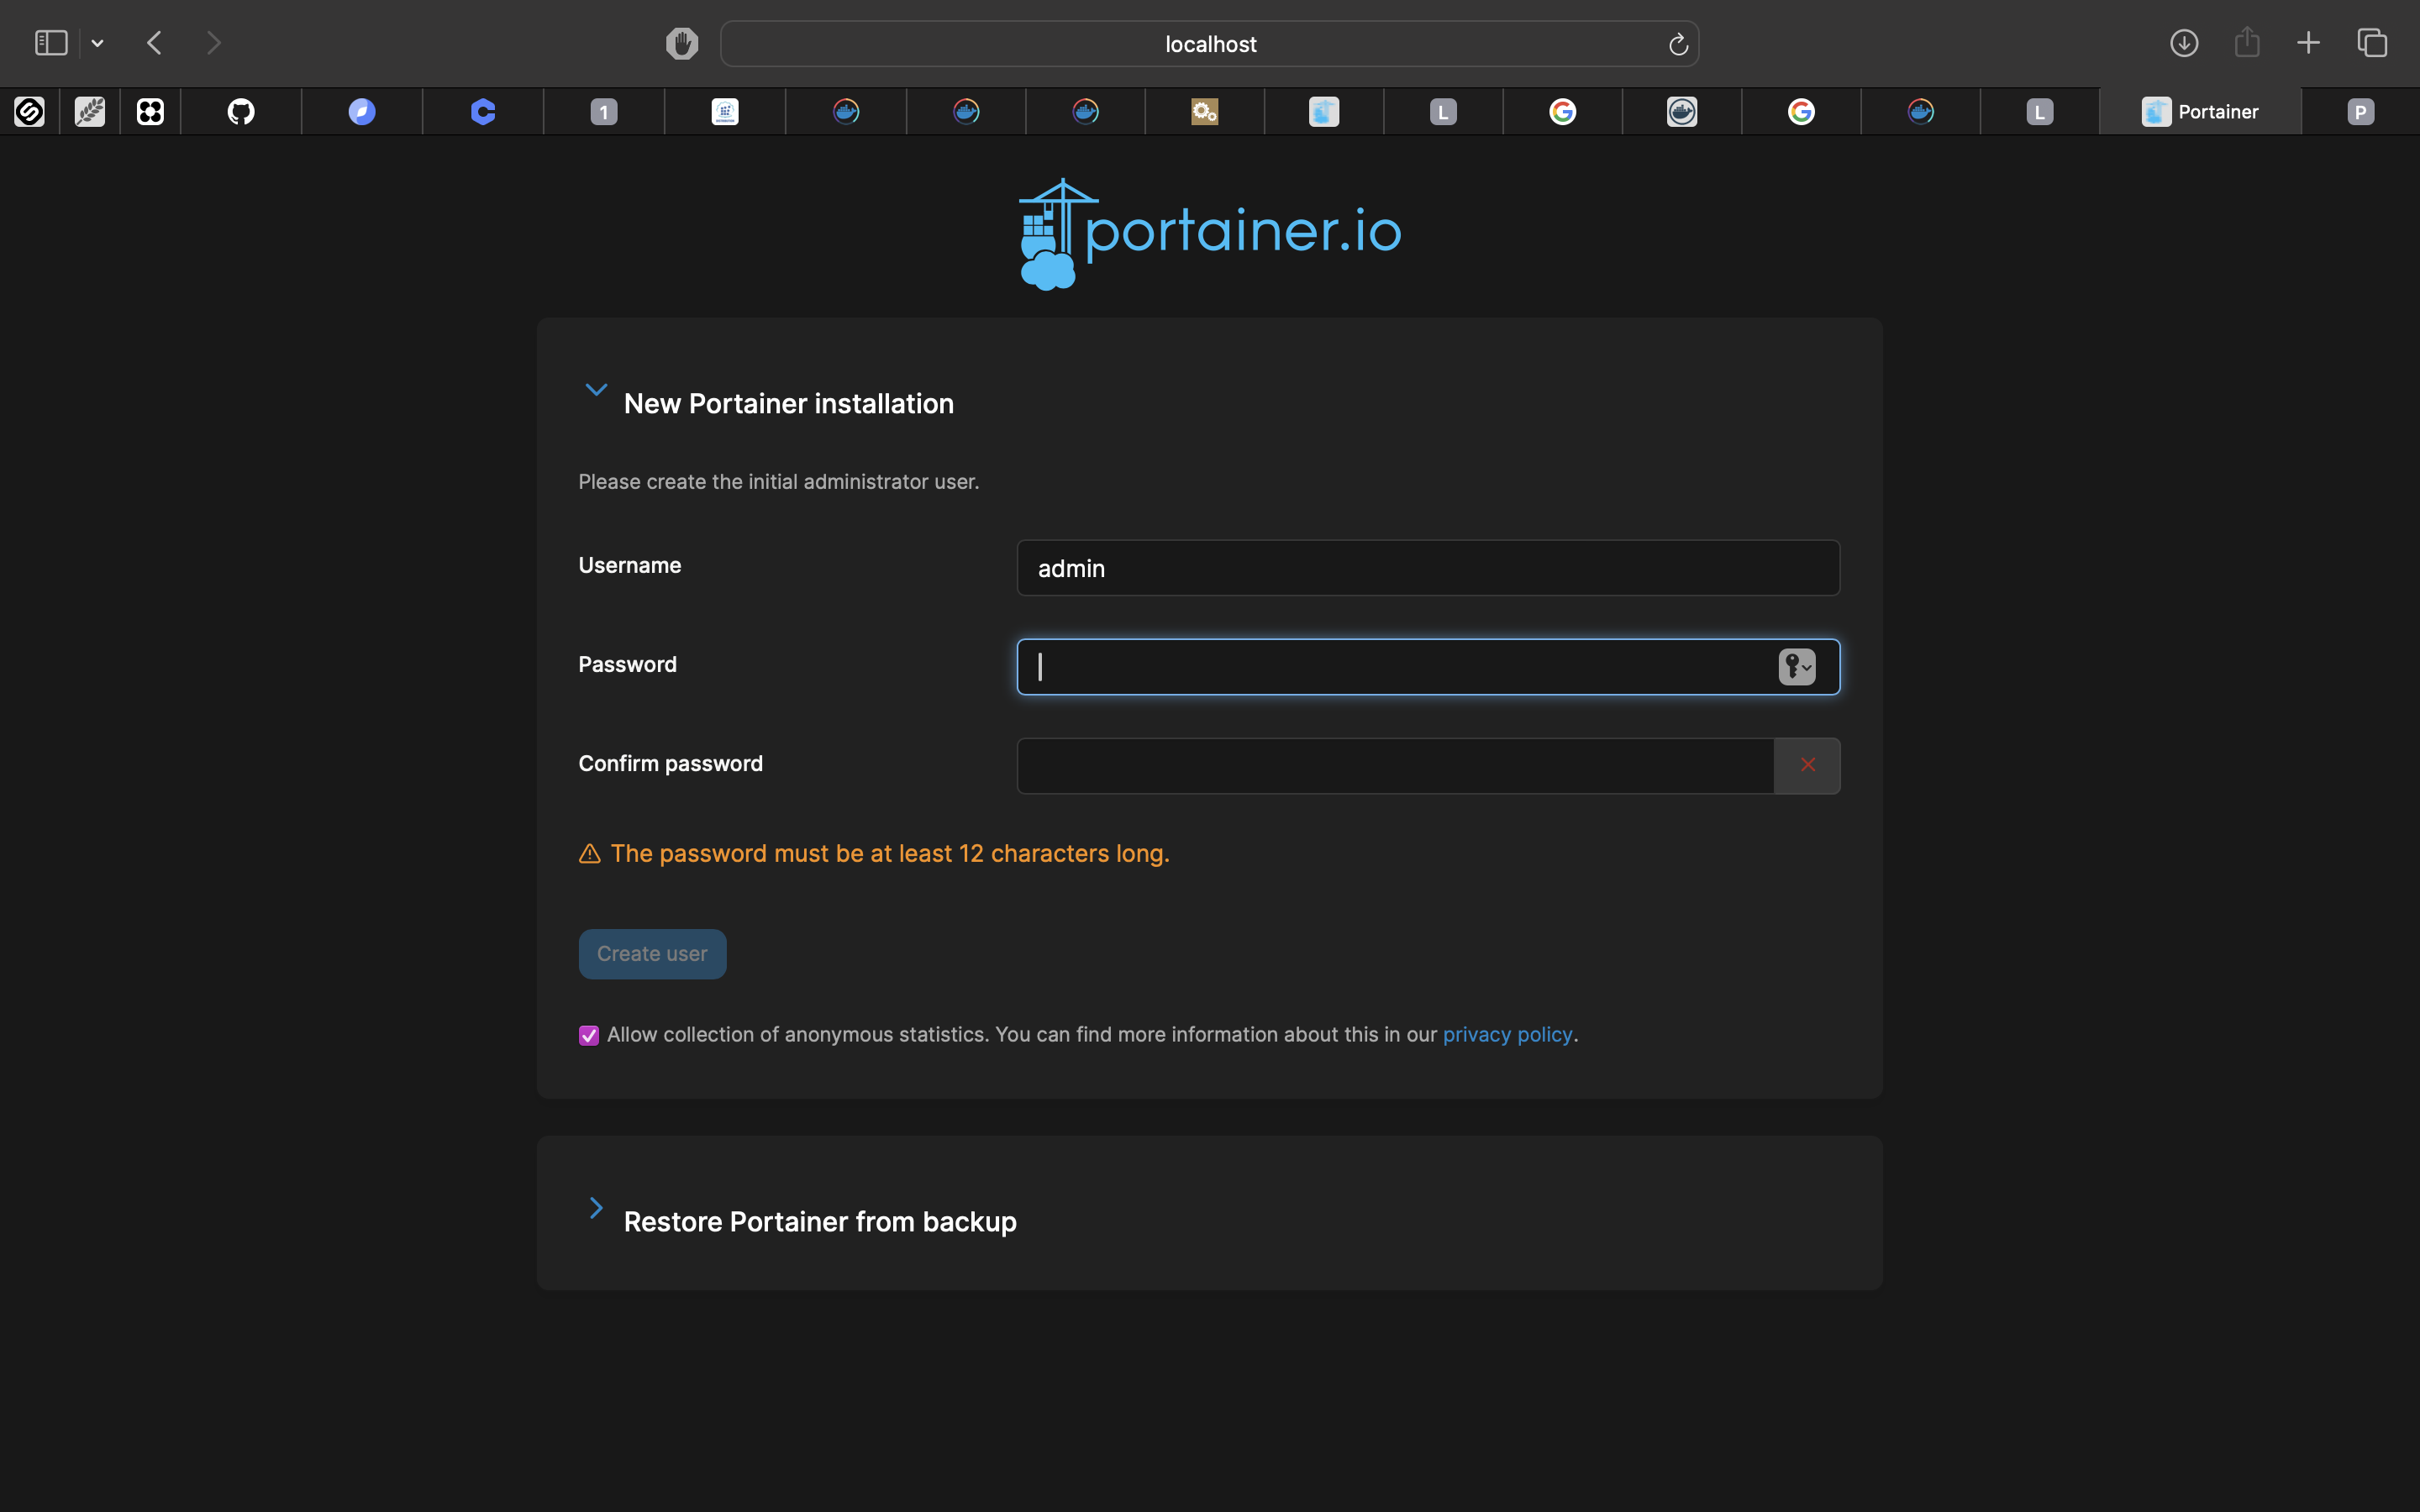 localhost
1
L
L
Portainer
P
portainer.io
New Portainer installation
Please create the initial administrator user.
Username
admin
Password
Confirm password
The password must be at least 12 characters long.
Create user
Allow collection of anonymous statistics. You can find more information about this in our privacy policy.
Restore Portainer from backup